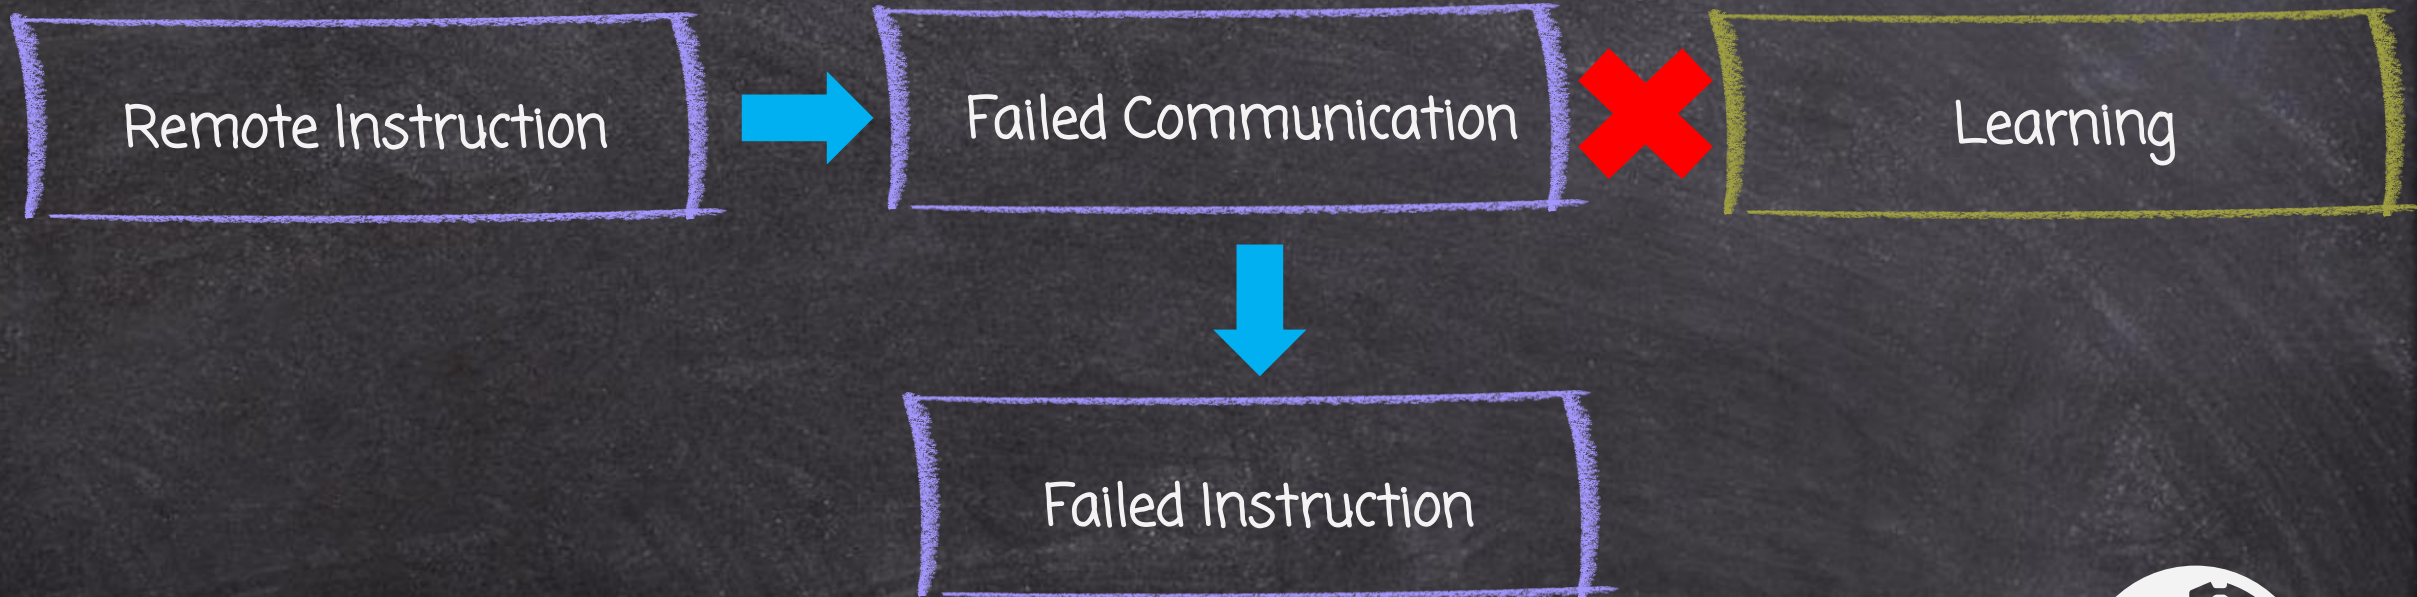 Remote Instruction
Failed Communication
Learning
Failed Instruction